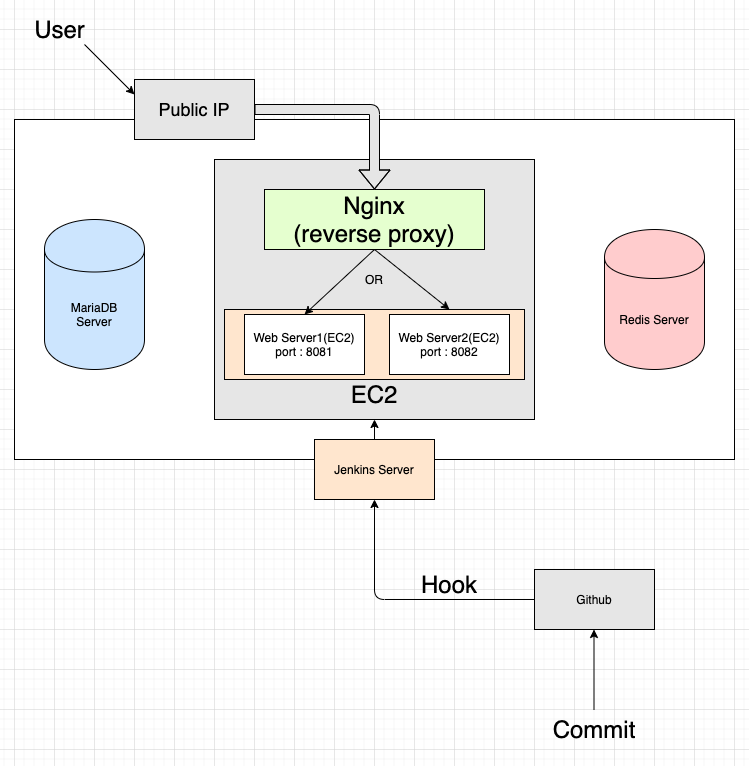 User
Public IP
Nginx
(reverse proxy)
OR
MariaDB
Server
Redis Server
Web Server1(EC2)
port : 8081
Web Server2(EC2)
port : 8082
EC2
Jenkins Server
Hook
Github
Commit